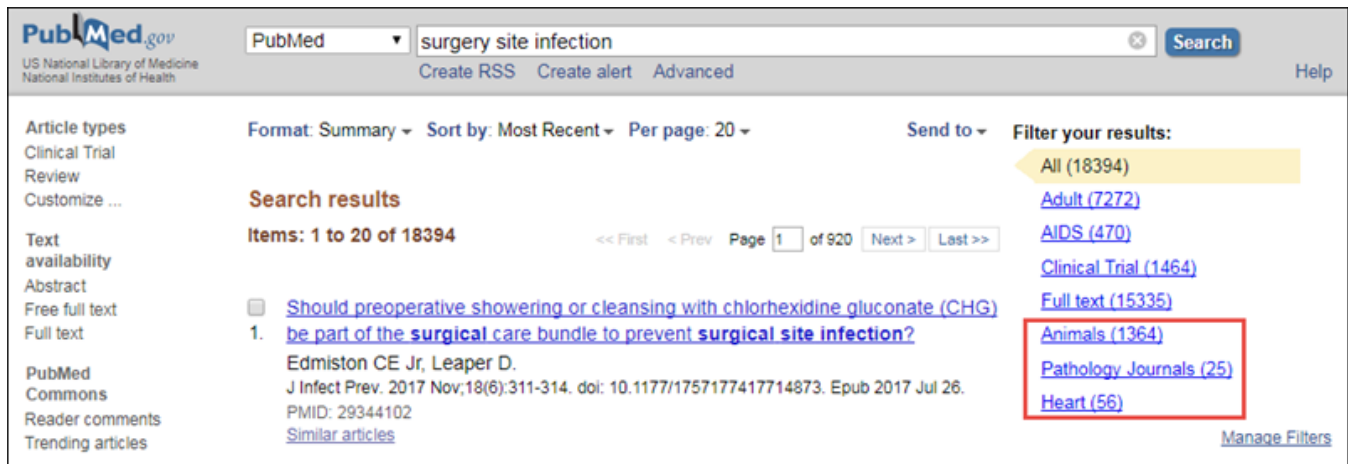 PubMed.gov
US National Library of Medicine
National Institutes of Health
PubMed
surgery site infection
Search
Create RSS Create alert Advanced
Help
Article types
Clinical Trial
Review
Customize ...
Text
availability
Abstract
Free full text
Full text
PubMed
Commons
Reader comments
Trending articles
Format: Summary Sort by: Most Recent Per page: 20 Send to
Search results
Items: 1 to 20 of 18394
<< First < Prev Page 1 of 920 Next > Last >>
Should preoperative showering or cleansing with chlorhexidine gluconate (CHG)
1. be part of the surgical care bundle to prevent surgical site infection?
Edmiston CE Jr, Leaper D.
J Infect Prev. 2017 Nov;18(6):311-314. doi: 10.1177/1757177417714873. Epub 2017 Jul 26.
PMID: 29344102
Similar articles
Filter your results:
All (18394)
Adult (7272)
AIDS (470)
Clinical Trial (1464)
Full text (15335)
Animals (1364)
Pathology Journals (25)
Heart (56)
Manage Filters